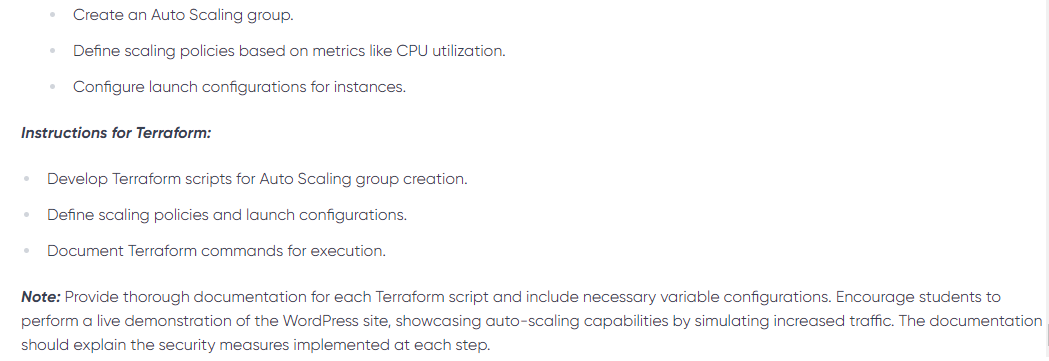 Create an Auto Scaling group.
Define scaling policies based on metrics like CPU utilization.
Configure launch configurations for instances.
Instructions for Terraform:
Develop Terraform scripts for Auto Scaling group creation.
Define scaling policies and launch configurations.
Document Terraform commands for execution.
Note: Provide thorough documentation for each Terraform script and include necessary variable configurations. Encourage students to
perform a live demonstration of the WordPress site, showcasing auto-scaling capabilities by simulating increased traffic. The documentation
should explain the security measures implemented at each step.